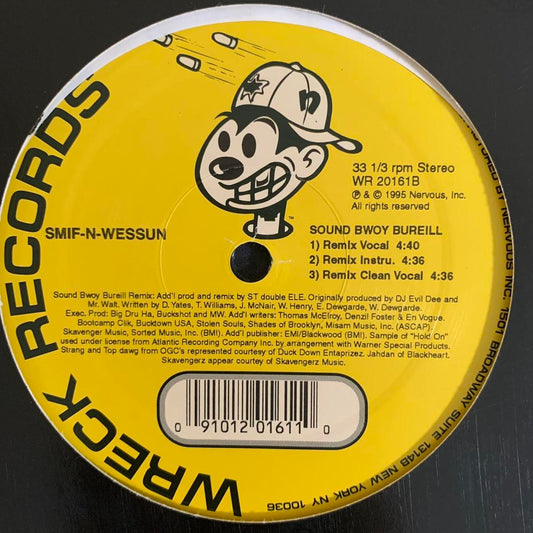 WRECK RECORDS
n
33 1/3 rpm Stereo
WR 20161B
℗ & © 1995 Nervous, Inc.
All rights reserved
TM
SMIF-N-WESSUN
SOUND BWOY BUREILL
1) Remix Vocal 4:40
2) Remix Instru. 4:36
3) Remix Clean Vocal 4:36
Sound Bwoy Bureill Remix: Add'l prod and remix by ST double ELE. Originally produced by DJ Evil Dee and
Mr. Walt. Written by D. Yates, T. Williams, J. McNair, W. Henry, E. Dewgarde, W. Dewgarde.
Exec. Prod: Big Dru Ha, Buckshot and MW. Add'l writers: Thomas McElroy, Denzil Foster & En Vogue.
Bootcamp Clik, Bucktown USA, Stolen Souls, Shades of Brooklyn, Misam Music, Inc. (ASCAP).
Skavenger Music, Sorted Music, Inc. (BMI). Add'l publisher: EMI/Blackwood (BMI). Sample of "Hold On"
used under license from Atlantic Recording Company Inc. by arrangement with Warner Special Products.
Strang and Top dawg from OGC's represented courtesy of Duck Down Entaprizez. Jahdan of Blackheart.
Skavengerz appear courtesy of Skavengerz Music.
0 91012 01611 0
BY NERVOUS INC. 1501 BROADWAY SUITE 1314B NEW YORK NY 10036